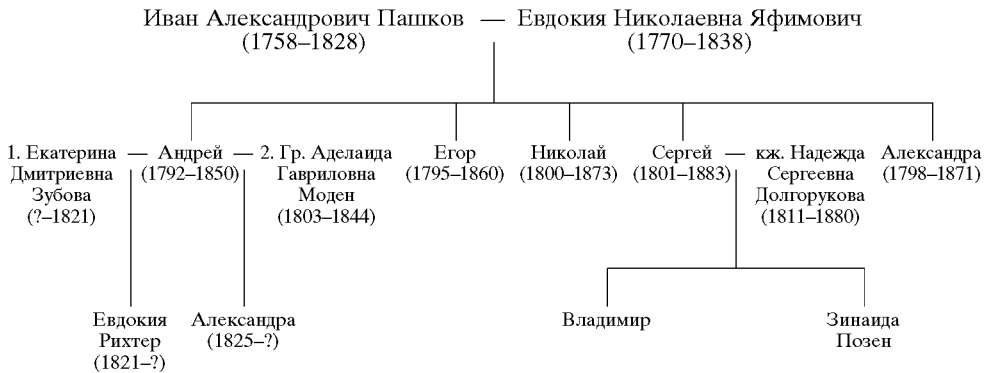 Иван Александрович Пашков — Евдокия Николаевна Яфимович
(1758–1828) (1770–1838)
1. Екатерина — Андрей — 2. Гр. Аделаида Егор Николай Сергей — кж. Надежда Александра
Дмитриевна (1792–1850) Гавриловна (1795–1860) (1800–1873) (1801–1883) Сергеевна (1798–1871)
Зубова Моден Долгорукова
(?–1821) (1803–1844) (1811–1880)
Евдокия Александра Владимир Зинаида
Рихтер (1825–?) Позен
(1821–?)